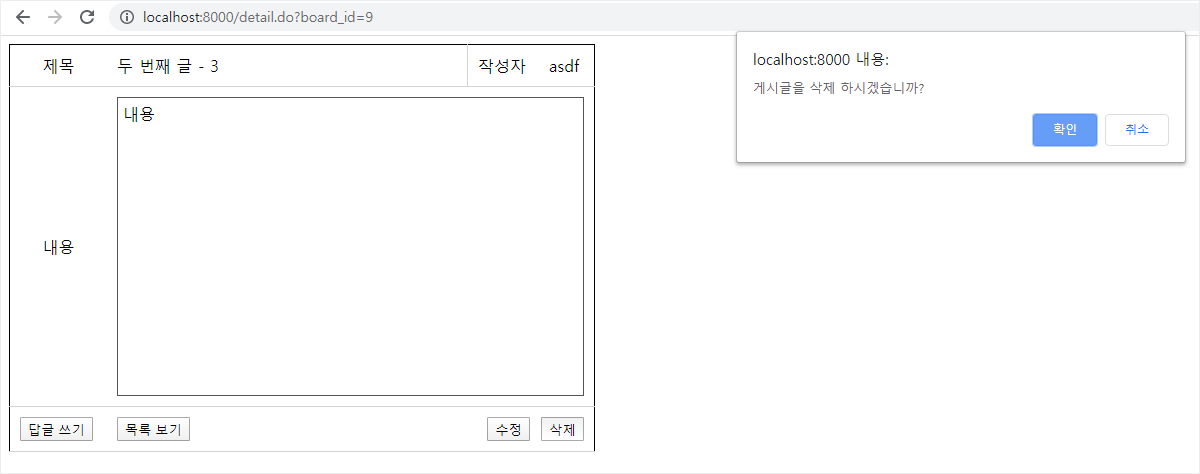 localhost:8000/detail.do?board_id=9
localhost:8000 내용:
게시글을 삭제 하시겠습니까?
확인 취소
제목 두 번째 글 - 3 작성자 asdf
내용
내용
답글 쓰기 목록 보기 수정 삭제